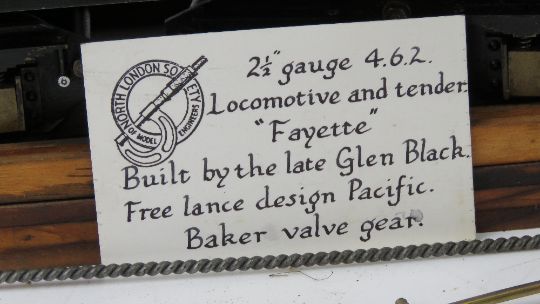 NORTH LONDON SOCIETY
OF MODEL ENGINEERS
2½" gauge 4.6.2.
Locomotive and tender
"Fayette"
Built by the late Glen Black.
Free lance design Pacific.
Baker valve gear.
6